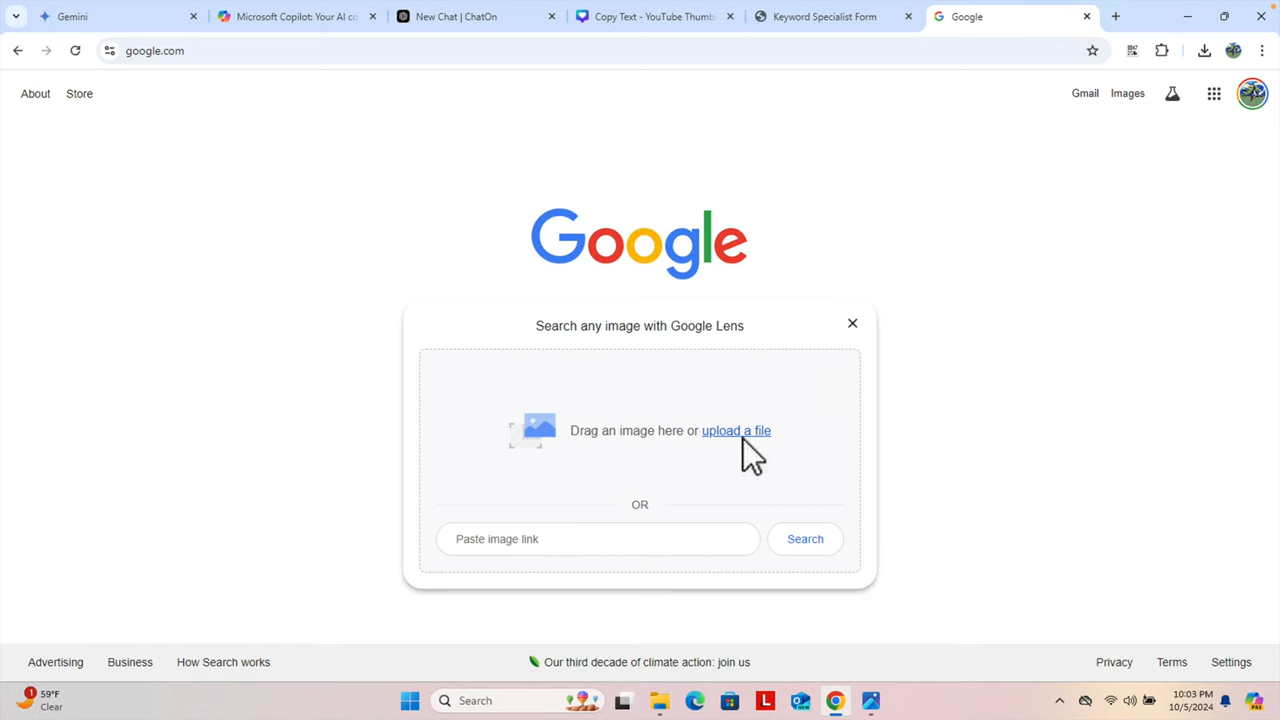 Gemini
Microsoft Copilot: Your AI co
New Chat | ChatOn
Copy Text - YouTube Thumb
Keyword Specialist Form
Google
google.com
About
Store
Gmail
Images
Google
Search any image with Google Lens
Drag an image here or upload a file
OR
Paste image link
Search
Advertising
Business
How Search works
Our third decade of climate action: join us
Privacy
Terms
Settings
1
59°F
Clear
Search
L
10:03 PM
10/5/2024